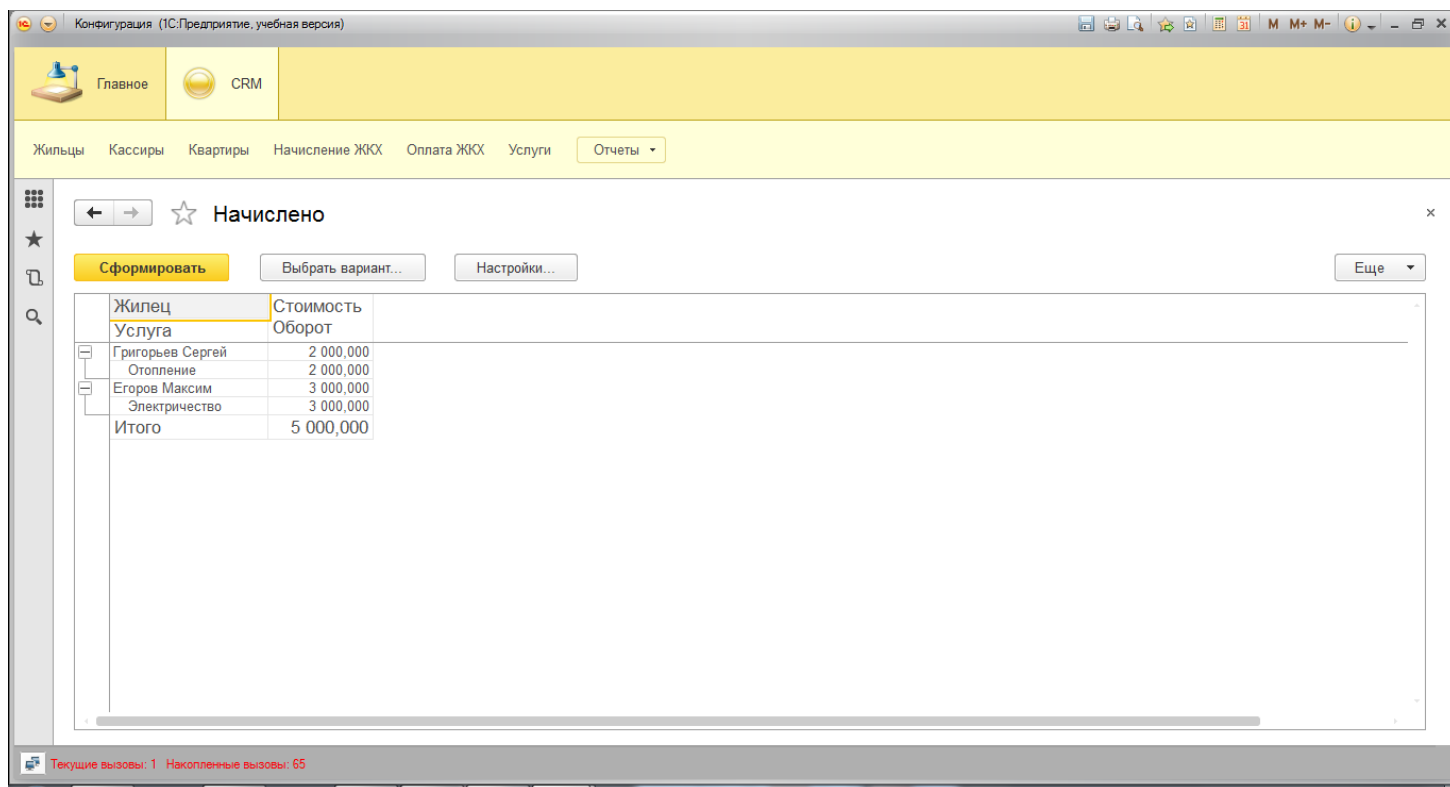 1С Конфигурация (1С:Предприятие, учебная версия) 31 M M+ M-
Главное CRM
Жильцы Кассиры Квартиры Начисление ЖКХ Оплата ЖКХ Услуги Отчеты
Начислено
Сформировать Выбрать вариант... Настройки... Еще
Жилец Стоимость
Услуга Оборот
Григорьев Сергей 2 000,000
Отопление 2 000,000
Егоров Максим 3 000,000
Электричество 3 000,000
Итого 5 000,000
Текущие вызовы: 1 Накопленные вызовы: 65